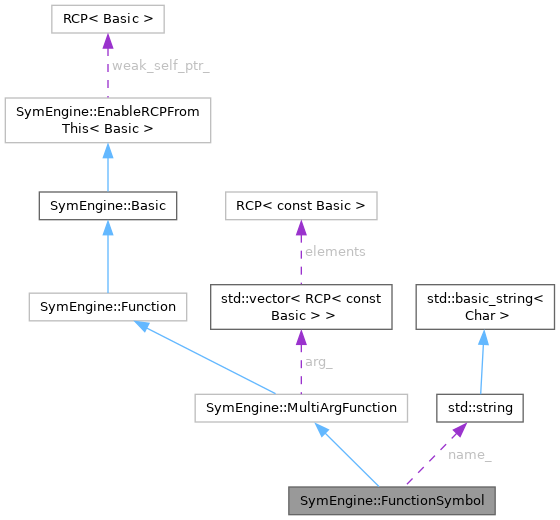 RCP< Basic >
weak_self_ptr_
SymEngine::EnableRCPFrom
This< Basic >
SymEngine::Basic
RCP< const Basic >
elements
SymEngine::Function
std::vector< RCP< const
Basic > >
std::basic_string<
Char >
arg_
SymEngine::MultiArgFunction
std::string
name_
SymEngine::FunctionSymbol